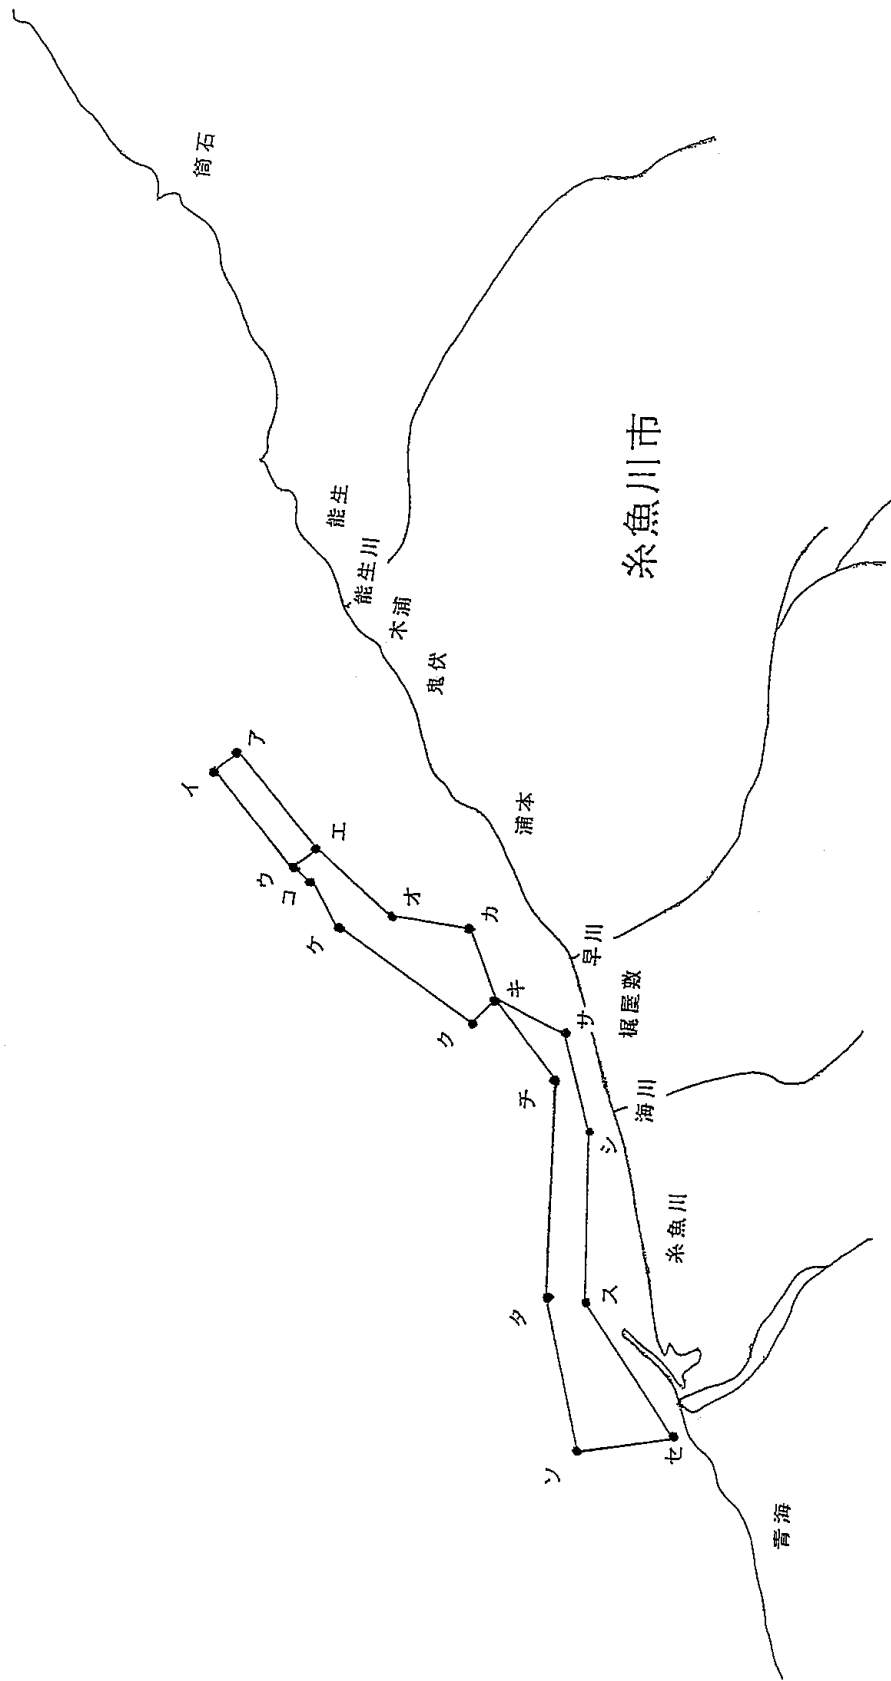 筒石
能生
能生川
木浦
鬼伏
浦本
早川
梶屋敷
海川
糸魚川
青海
糸魚川市
ア
イ
ウ
エ
オ
カ
キ
ク
ケ
コ
サ
シ
ス
セ
ソ
タ
チ